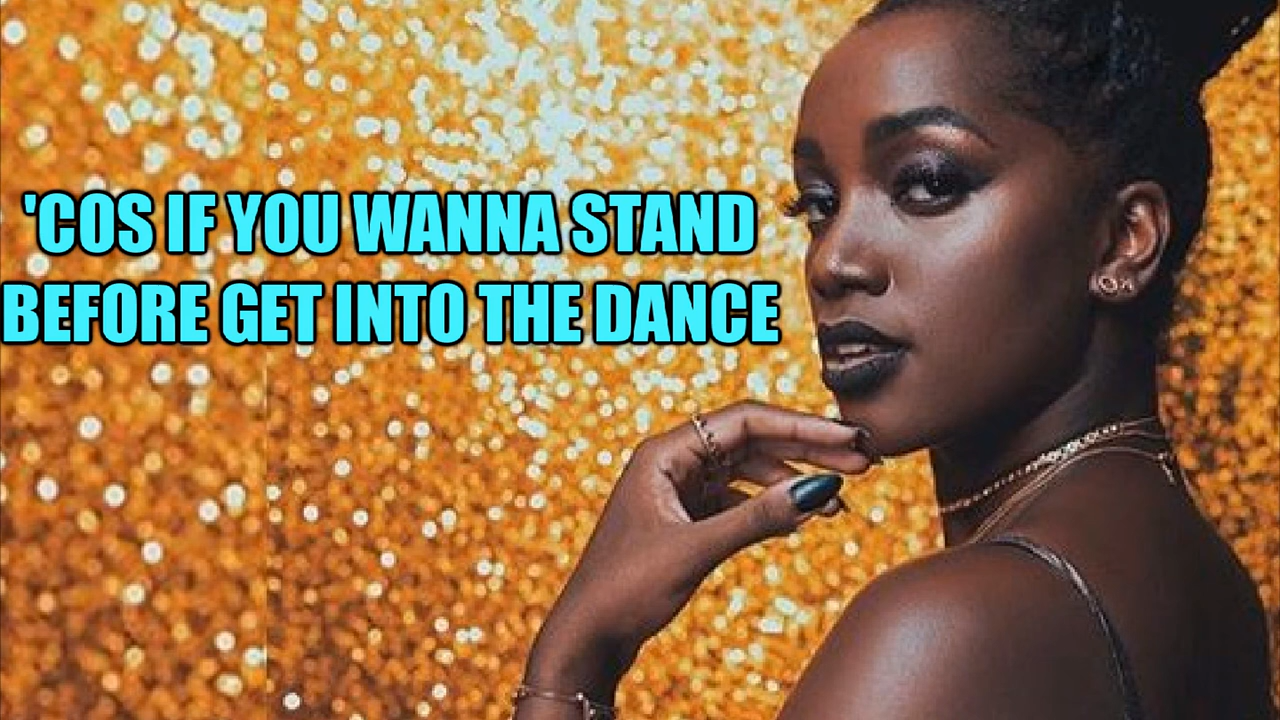 'COS IF YOU WANNA STAND
BEFORE GET INTO THE DANCE